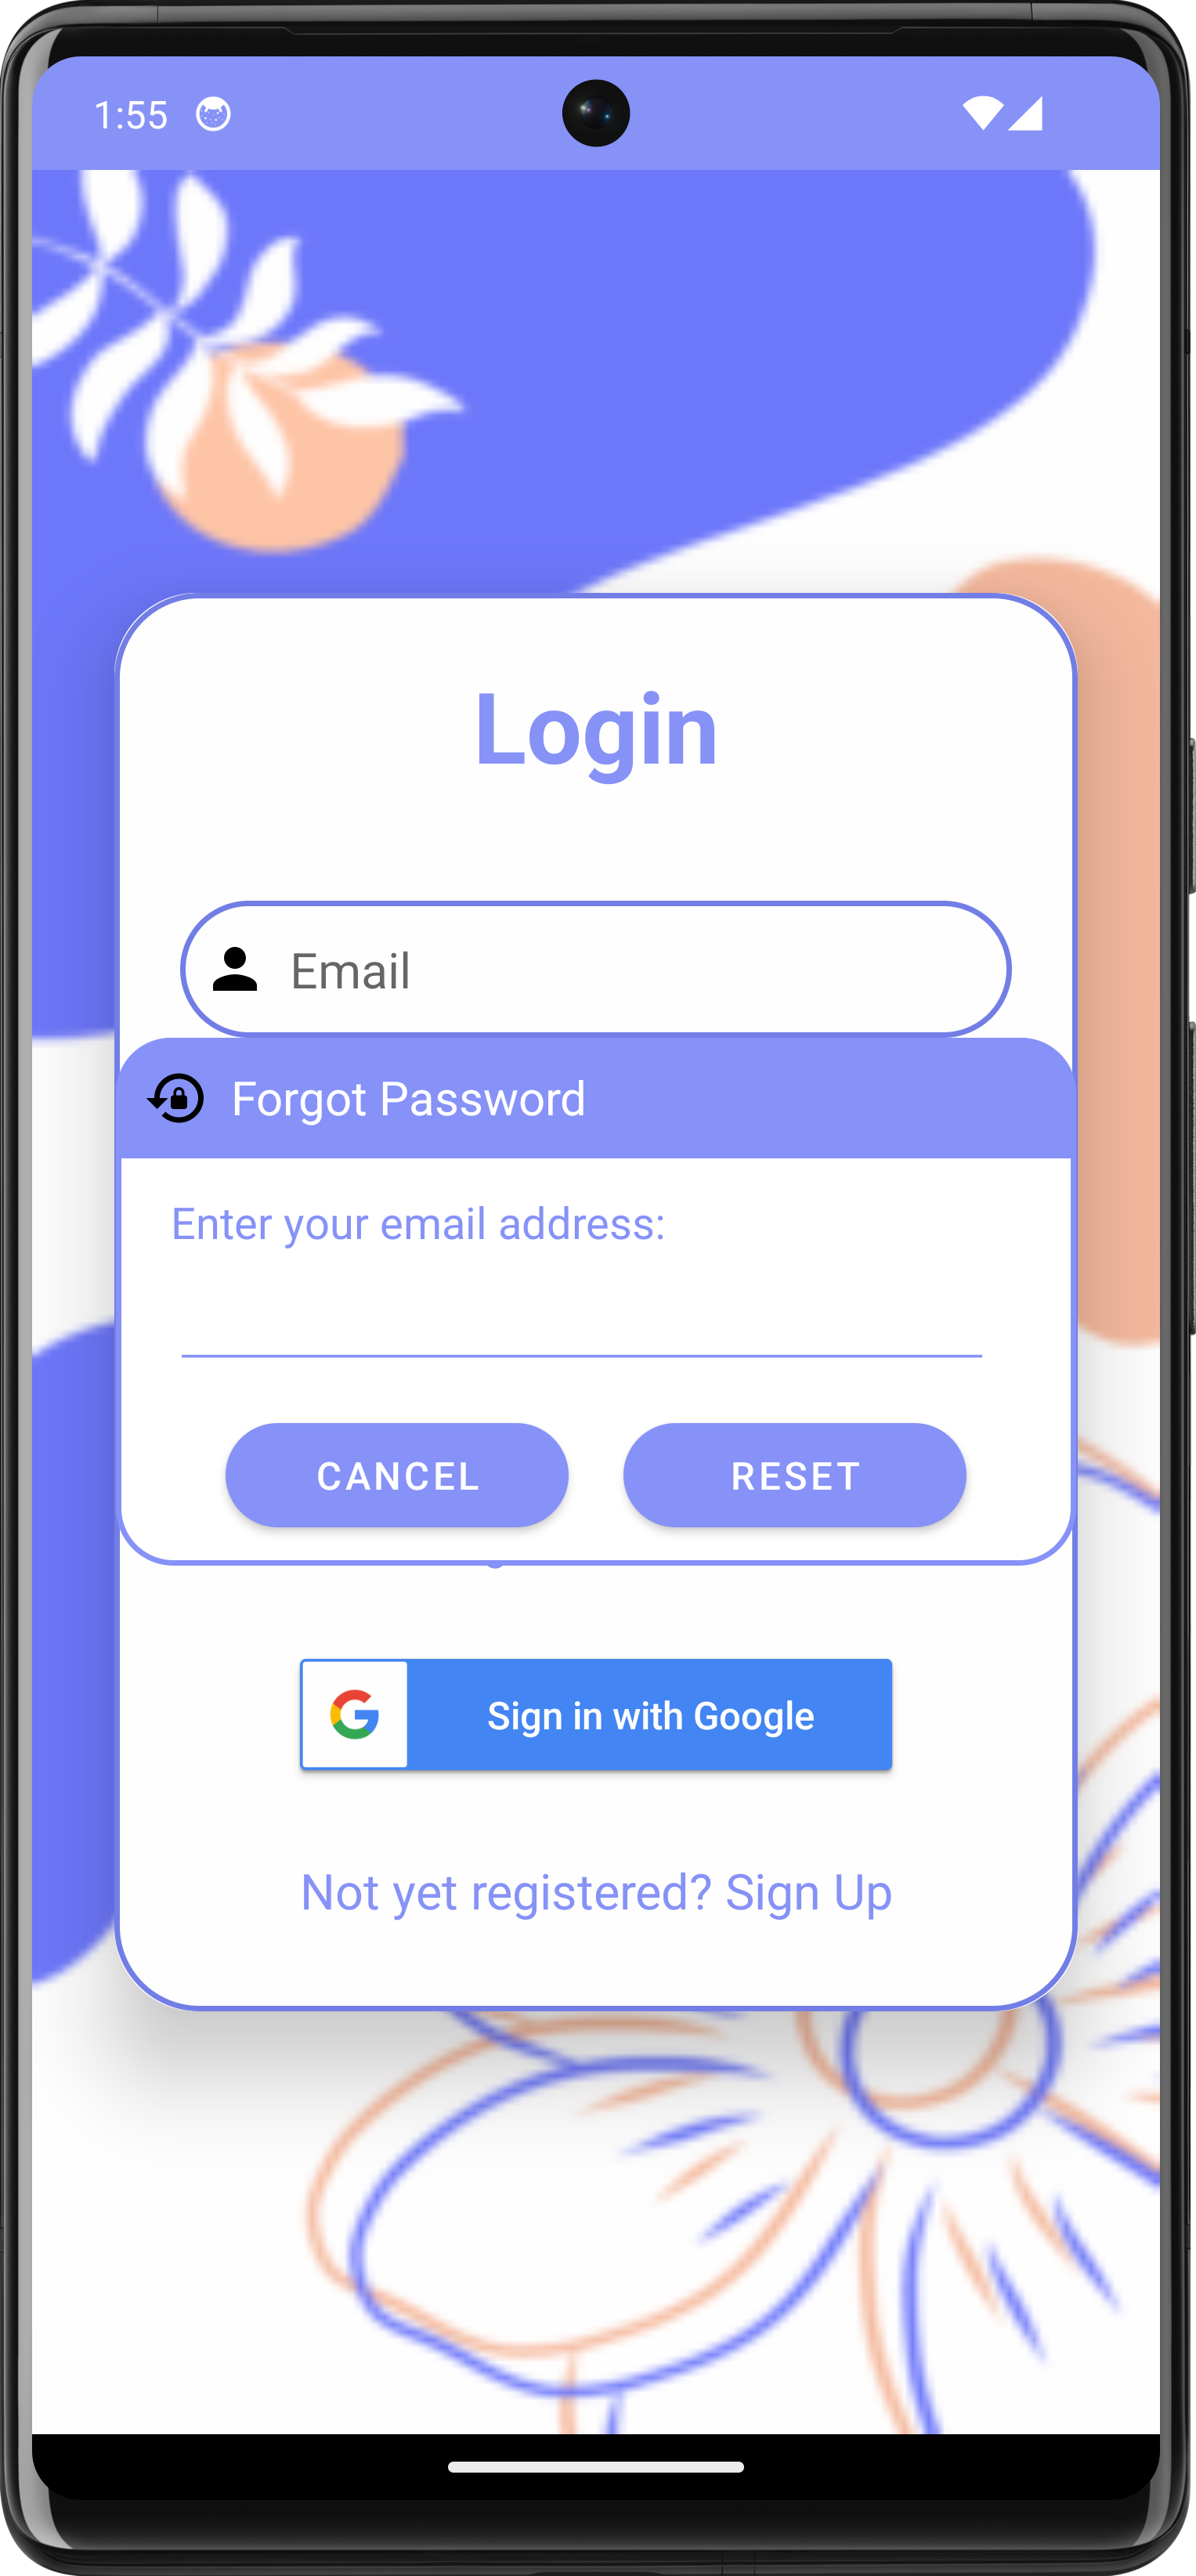 1:55
Login
Email
Forgot Password
Enter your email address:
CANCEL
RESET
Sign in with Google
Not yet registered? Sign Up